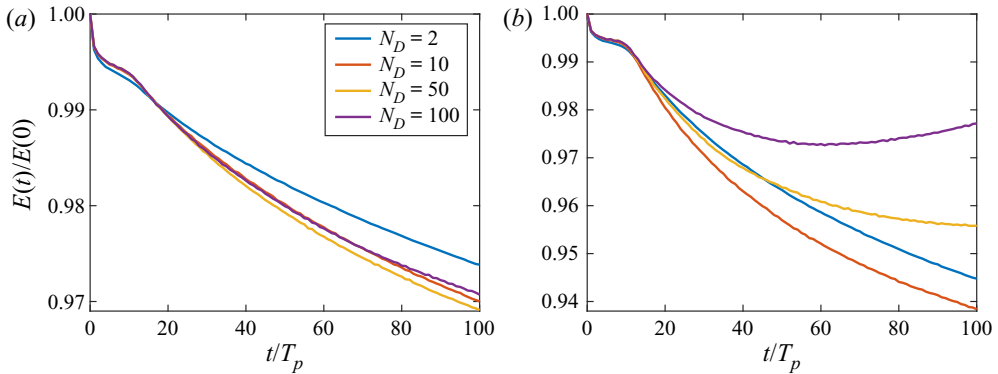 (a)
1.00
0.99
0.98
0.97
E(t)/E(0)
0 20 40 60 80 100
t/T_p
N_D = 2
N_D = 10
N_D = 50
N_D = 100
(b)
1.00
0.99
0.98
0.97
0.96
0.95
0.94
0 20 40 60 80 100
t/T_p